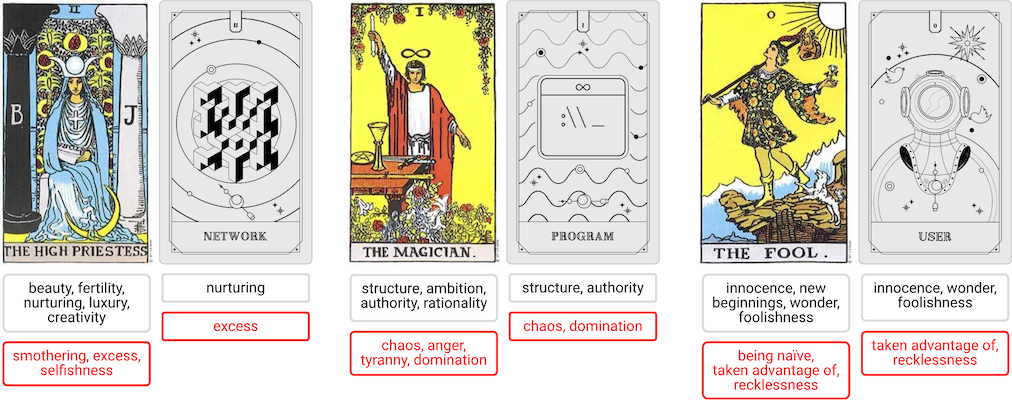 II
B
J
THE HIGH PRIESTESS
II
NETWORK
I
THE MAGICIAN.
I
∞
:\\_
PROGRAM
0
THE FOOL.
0
USER
beauty, fertility,
nurturing, luxury,
creativity
nurturing
smothering, excess,
selfishness
excess
structure, ambition,
authority, rationality
structure, authority
chaos, anger,
tyranny, domination
chaos, domination
innocence, new
beginnings, wonder,
foolishness
innocence, wonder,
foolishness
being naïve,
taken advantage of,
recklessness
taken advantage of,
recklessness